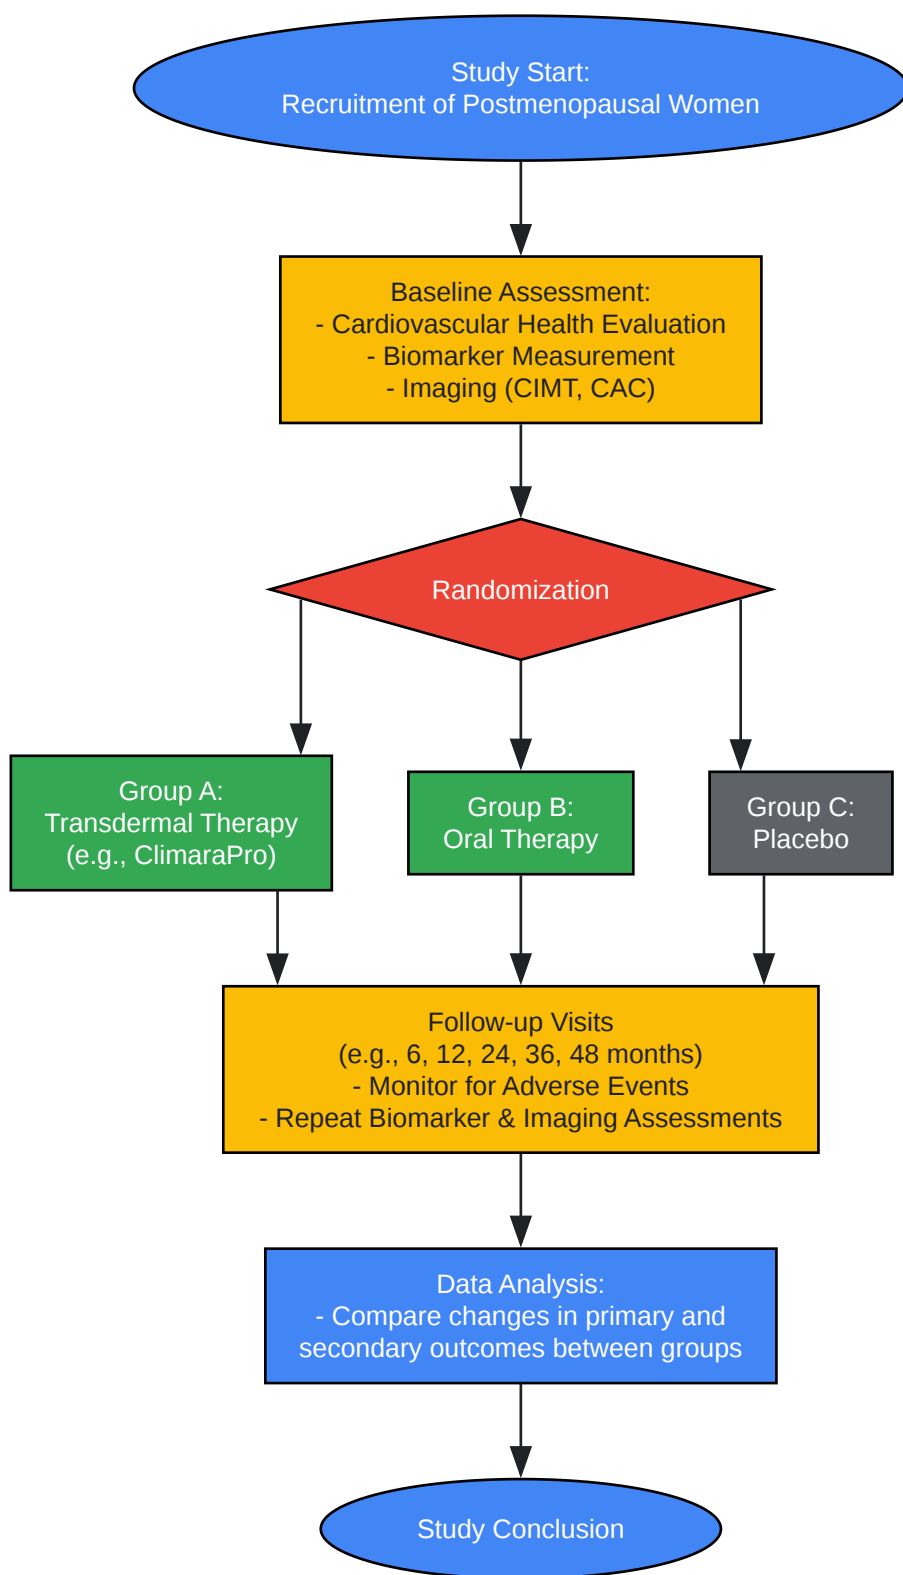 Study Start:
Recruitment of Postmenopausal Women
Baseline Assessment:
- Cardiovascular Health Evaluation
- Biomarker Measurement
- Imaging (CIMT, CAC)
Randomization
Group A:
Transdermal Therapy
(e.g., ClimaraPro)
Group B:
Oral Therapy
Group C:
Placebo
Follow-up Visits
(e.g., 6, 12, 24, 36, 48 months)
- Monitor for Adverse Events
- Repeat Biomarker & Imaging Assessments
Data Analysis:
- Compare changes in primary and
secondary outcomes between groups
Study Conclusion